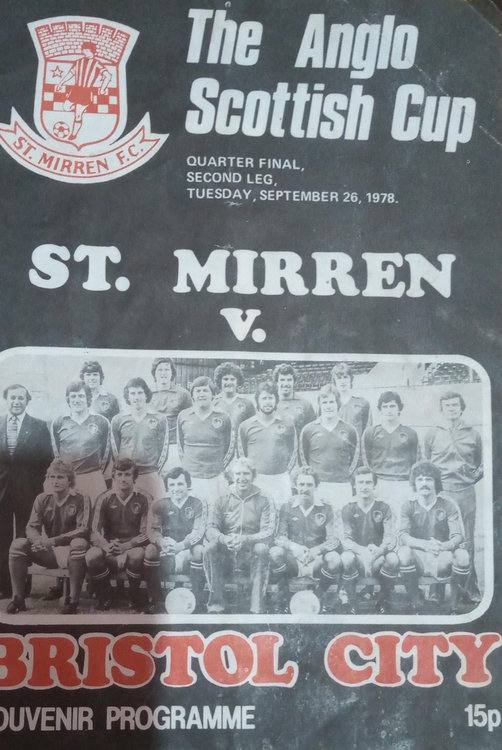 The Anglo
Scottish Cup
QUARTER FINAL,
SECOND LEG,
TUESDAY, SEPTEMBER 26, 1978.
ST. MIRREN F.C.
ST. MIRREN
V.
BRISTOL CITY
OUVENIR PROGRAMME 15p